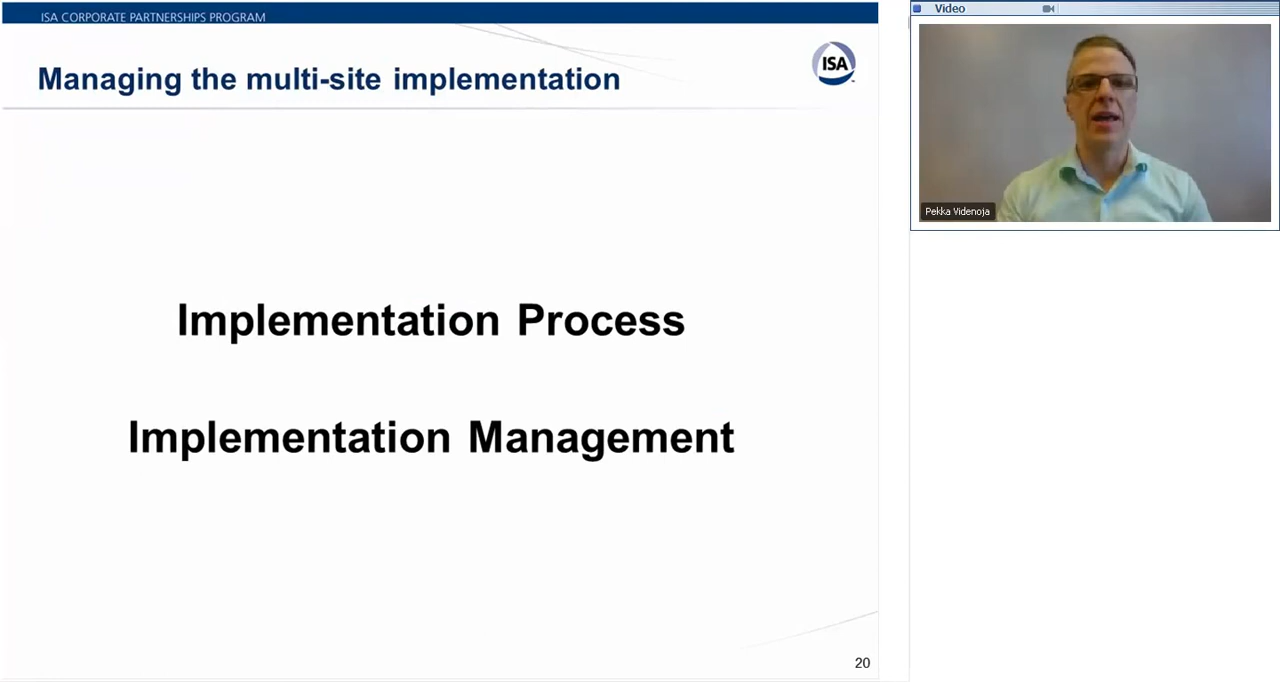 ISA CORPORATE PARTNERSHIPS PROGRAM
Managing the multi-site implementation
ISA
Implementation Process
Implementation Management
20
Video
Pekka Videnoja